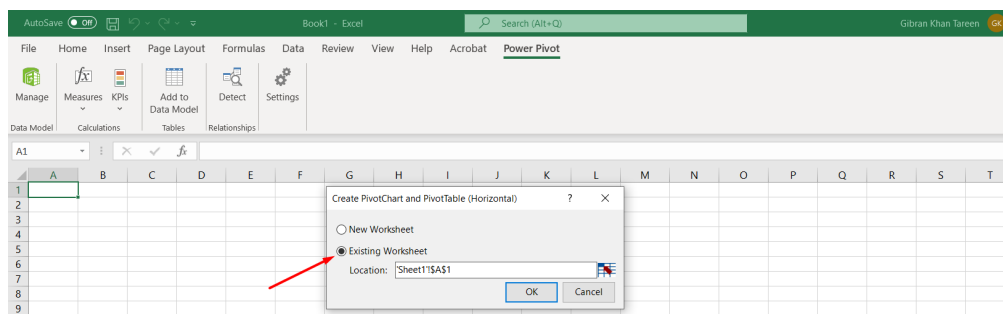 AutoSave Off Book1 - Excel Search (Alt+Q) Gibran Khan Tareen GK
File Home Insert Page Layout Formulas Data Review View Help Acrobat Power Pivot
fx
Manage Measures KPIs Add to Detect Settings
Data Model
Data Model Calculations Tables Relationships
A1 fx
A B C D E F G H I J K L M N O P Q R S T
1
Create PivotChart and PivotTable (Horizontal) ? ×
2
3
New Worksheet
4
5
Existing Worksheet
6
Location: 'Sheet1'!$A$1
7
8
OK Cancel
9